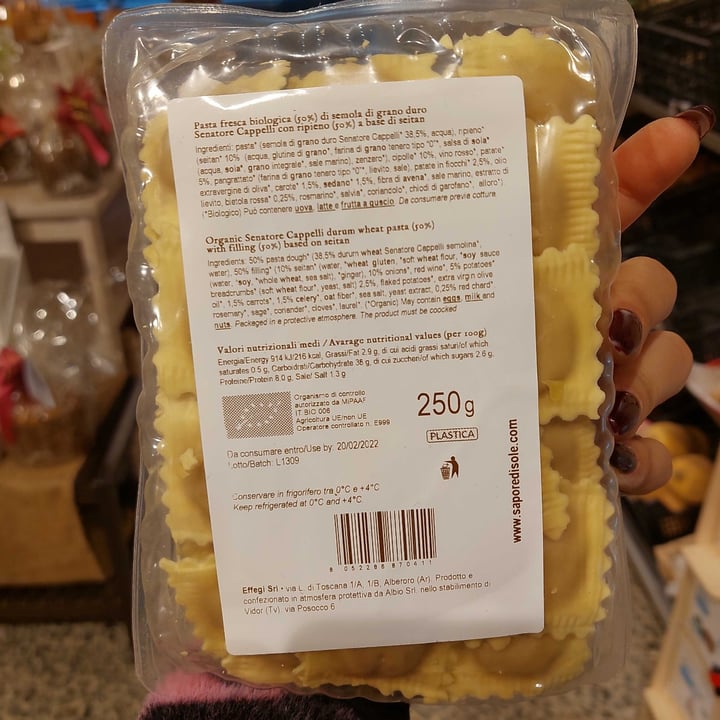 Pasta fresca biologica (50%) di semola di grano duro
Senatore Cappelli con ripieno (50%) a base di seitan
Ingredienti: pasta* (semola di grano duro Senatore Cappelli* 38,5%, acqua), ripieno*
(seitan* 10% (acqua, glutine di grano*, farina di grano tenero tipo "0"*, salsa di soia*
(acqua, soia*, grano integrale*, sale marino), zenzero*), cipolle* 10%, vino rosso*, patate*
5%, pangrattato* (farina di grano tenero tipo "0"*, lievito, sale), patate in fiocchi* 2,5%, olio
extravergine di oliva*, carote* 1,5%, sedano* 1,5%, fibra di avena*, sale marino, estratto di
lievito, bietola rossa* 0,25%, rosmarino*, salvia*, coriandolo*, chiodi di garofano*, alloro*).
(*Biologico) Può contenere uova, latte e frutta a guscio. Da consumare previa cottura
Organic Senatore Cappelli durum wheat pasta (50%)
with filling (50%) based on seitan
Ingredients: 50% pasta dough* (38,5% durum wheat Senatore Cappelli semolina*,
water), 50% filling* (10% seitan* (water, *wheat gluten, *soft wheat flour, *soy sauce
(water, *soy, *whole wheat, sea salt), *ginger), 10% onions*, red wine*, 5% potatoes*
breadcrumbs* (soft wheat flour*, yeast, salt), 2,5%, flaked potatoes*, extra virgin olive
oil*, 1,5% carrots*, 1,5% celery*, oat fiber*, sea salt, yeast extract, 0,25% red chard*,
rosemary*, sage*, coriander*, cloves*, laurel*. (*Organic) May contain eggs, milk and
nuts. Packaged in a protective atmosphere. The product must be coocked
Valori nutrizionali medi / Avarage nutritional values (per 100g)
Energia/Energy 914 kJ/216 kcal, Grassi/Fat 2,9 g, di cui acidi grassi saturi/of which
saturates 0.5 g, Carboidrati/Carbohydrate 38 g, di cui zuccheri/of which sugars 2.6 g,
Proteine/Protein 8.0 g, Sale/ Salt 1.3 g
Organismo di controllo
autorizzato da MiPAAF
IT BIO 006
Agricoltura UE/non UE
Operatore controllato n. E999
250g
PLASTICA
Da consumare entro/Use by: 20/02/2022
Lotto/Batch: L1309
www.saporedisole.com
Conservare in frigorifero tra 0°C e +4°C
Keep refrigerated at 0°C and +4°C
8 052286 870411
Effegi Srl • via L. di Toscana 1/A, 1/B, Alberoro (Ar). Prodotto e
confezionato in atmosfera protettiva da Albio Srl. nello stabilimento di
Vidor (Tv), via Posocco 6